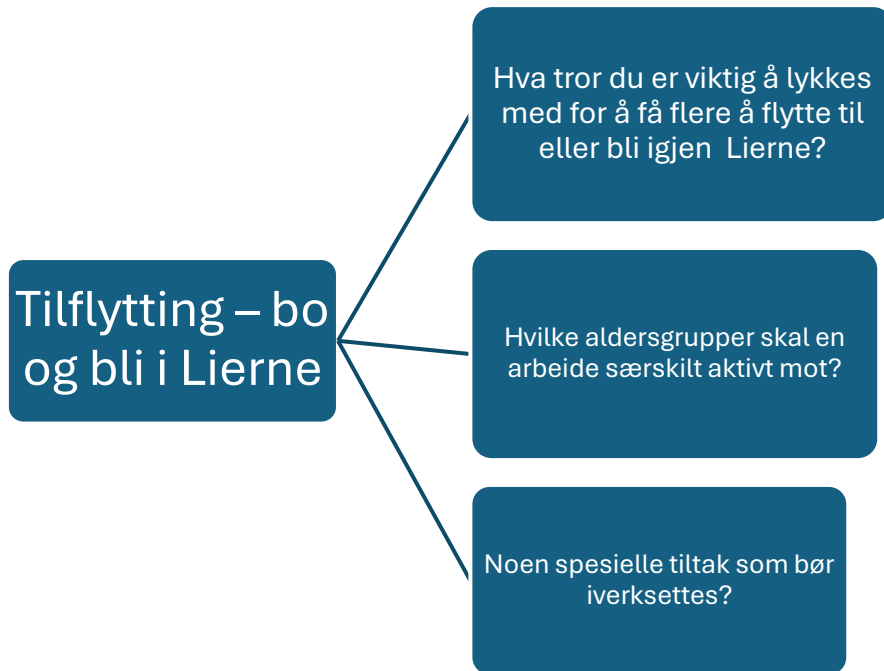 Tilflytting – bo
og bli i Lierne
Hva tror du er viktig å lykkes
med for å få flere å flytte til
eller bli igjen Lierne?
Hvilke aldersgrupper skal en
arbeide særskilt aktivt mot?
Noen spesielle tiltak som bør
iverksettes?